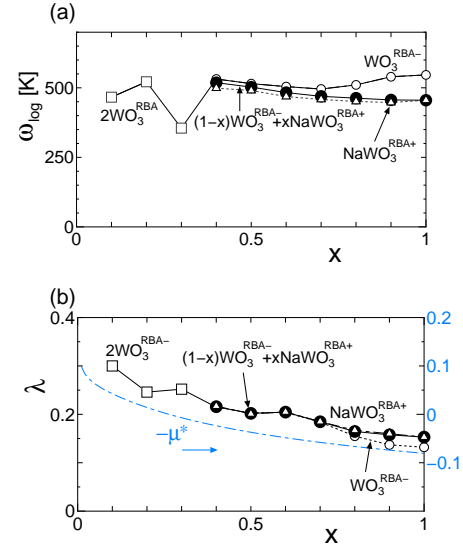 (a)
ω_log [K]
750
500
250
0
WO₃^RBA−
2WO₃^RBA
(1−x)WO₃^RBA− +xNaWO₃^RBA+
NaWO₃^RBA+
0 0.5 1
x
(b)
λ
0.4
0.2
0
0.2
0.1
0
−0.1
2WO₃^RBA−
(1−x)WO₃^RBA− +xNaWO₃^RBA+
NaWO₃^RBA+
−μ*
WO₃^RBA−
0 0.5 1
x